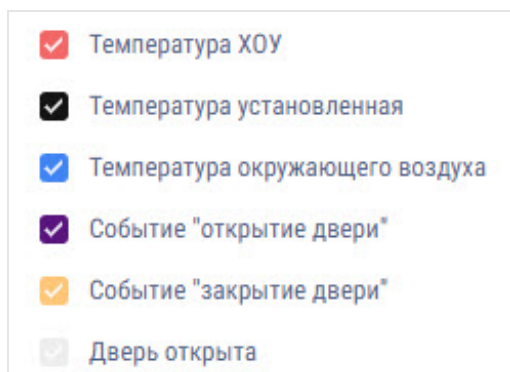 Температура ХОУ
Температура установленная
Температура окружающего воздуха
Событие "открытие двери"
Событие "закрытие двери"
Дверь открыта